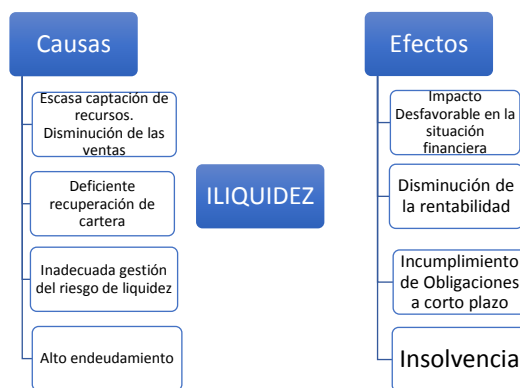 Causas
Escasa captación de
recursos.
Disminución de las
ventas
Deficiente
recuperación de
cartera
Inadecuada gestión
del riesgo de liquidez
Alto endeudamiento
ILIQUIDEZ
Efectos
Impacto
Desfavorable en la
situación
financiera
Disminución de
la rentabilidad
Incumplimiento
de Obligaciones
a corto plazo
Insolvencia